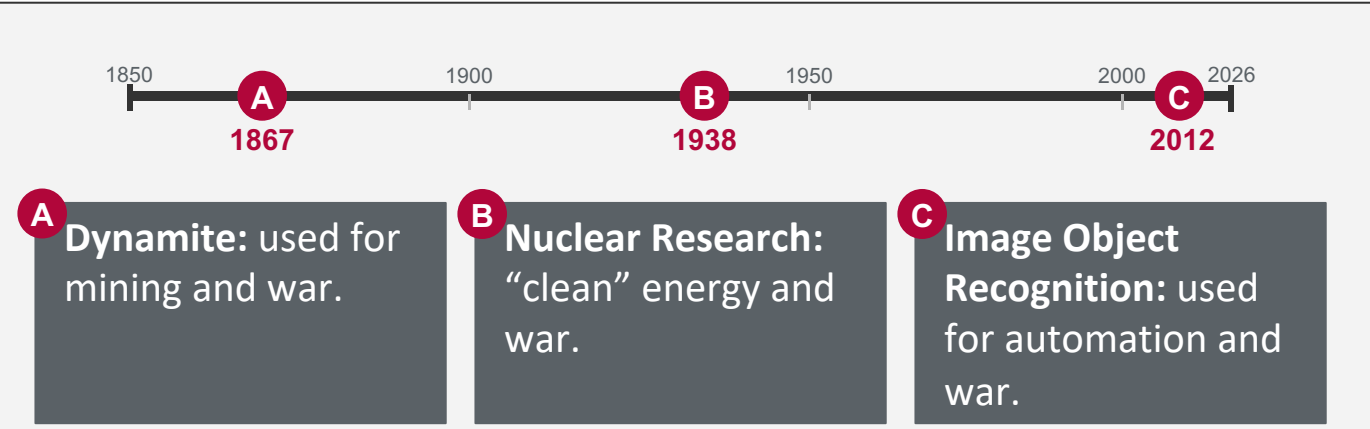 1850 1900 1950 2000 2026
A B C
1867 1938 2012
A
Dynamite: used for
mining and war.
B
Nuclear Research:
“clean” energy and
war.
C
Image Object
Recognition: used
for automation and
war.